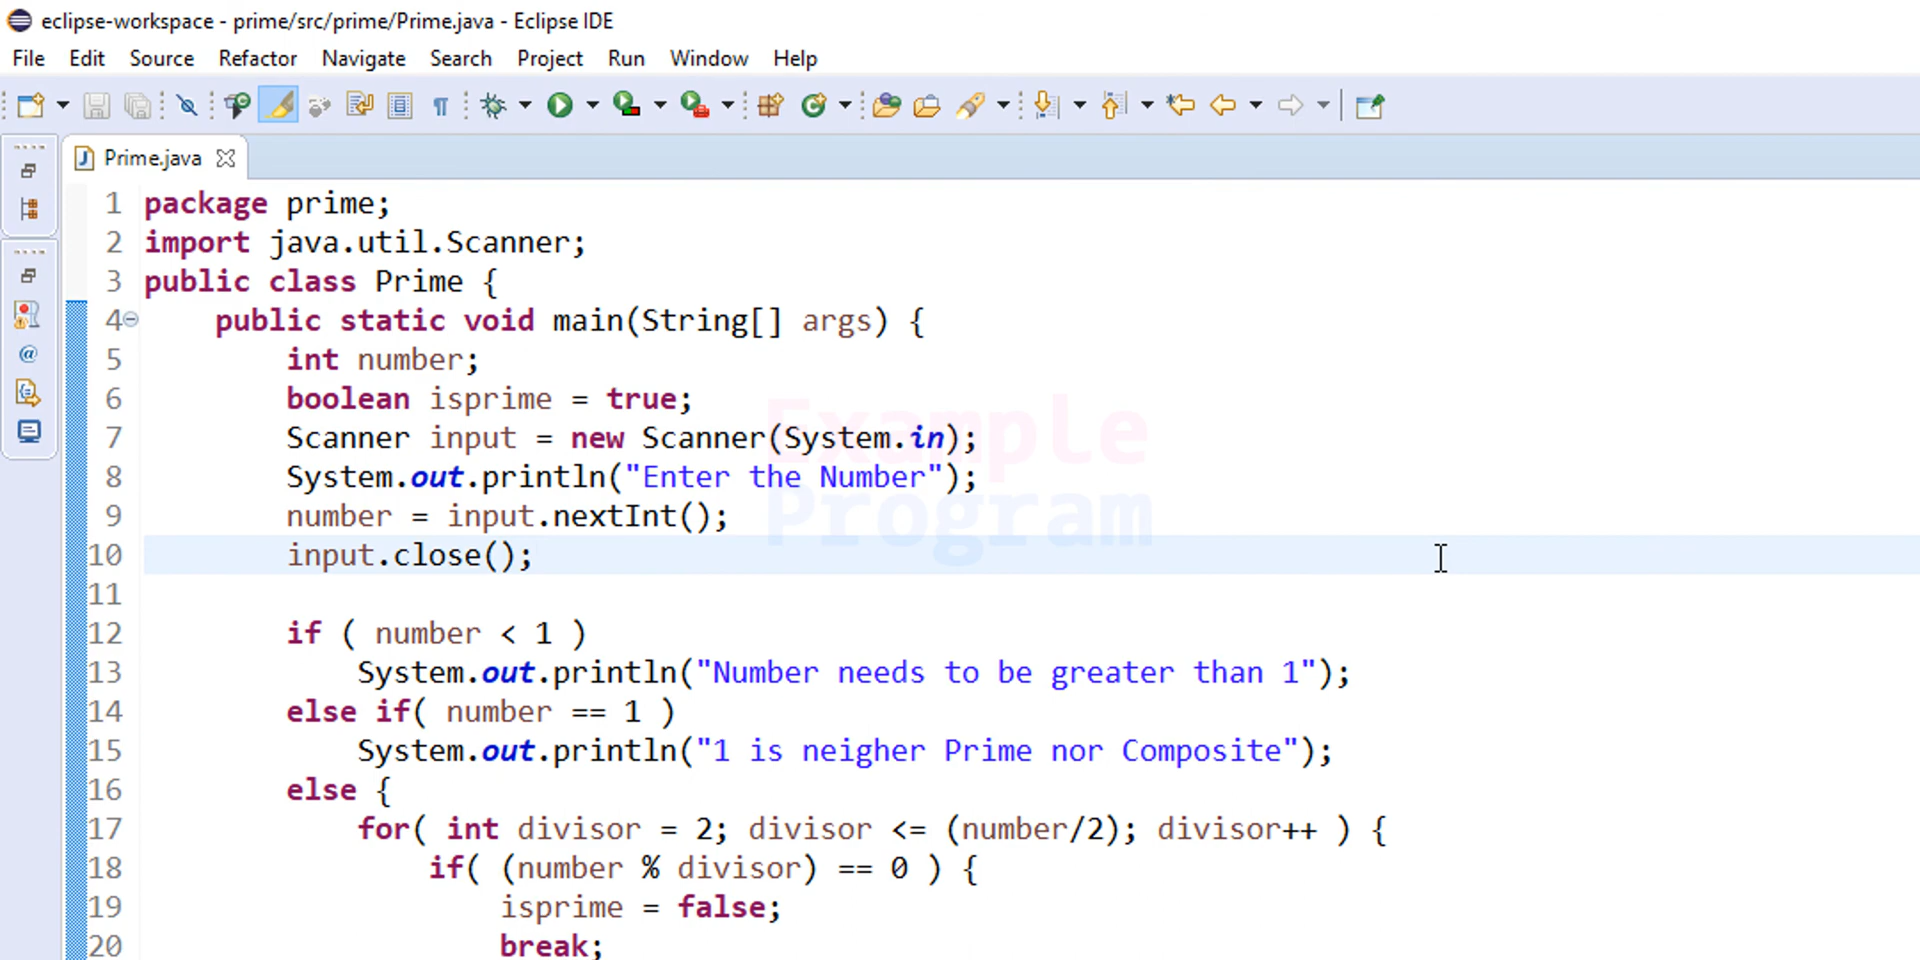 eclipse-workspace - prime/src/prime/Prime.java - Eclipse IDE
File Edit Source Refactor Navigate Search Project Run Window Help
Prime.java
1 package prime;
2 import java.util.Scanner;
3 public class Prime {
4 public static void main(String[] args) {
5 int number;
6 boolean isprime = true;
7 Scanner input = new Scanner(System.in);
8 System.out.println("Enter the Number");
9 number = input.nextInt();
10 input.close();
11
12 if ( number < 1 )
13 System.out.println("Number needs to be greater than 1");
14 else if( number == 1 )
15 System.out.println("1 is neigher Prime nor Composite");
16 else {
17 for( int divisor = 2; divisor <= (number/2); divisor++ ) {
18 if( (number % divisor) == 0 ) {
19 isprime = false;
20 break;
Example
Program